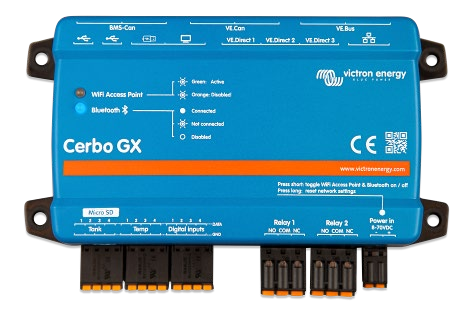 BMS-Can VE.Can VE.Bus
VE.Direct 1 VE.Direct 2 VE.Direct 3
Green: Active
WiFi Access Point
Orange: Disabled
Bluetooth
Connected
Not connected
Disabled
victron energy
BLUE POWER
Cerbo GX
CE
www.victronenergy.com
Press short: toggle WiFi Access Point & Bluetooth on / off
Press long: reset network settings
Micro SD
1 2 3 4 1 2 3 4 1 2 3 4 DATA
Tank Temp Digital inputs GND
Relay 1 Relay 2 Power in
NO COM NC NO COM NC 8-70VDC